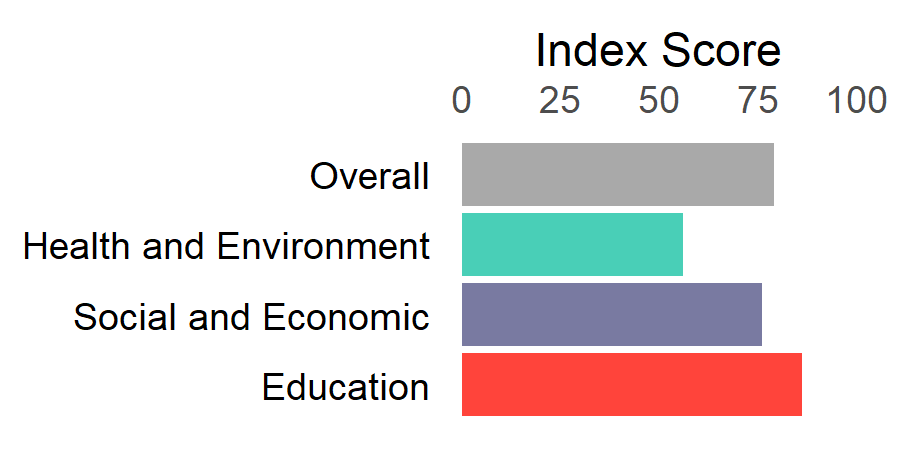 Index Score
0 25 50 75 100
Overall
Health and Environment
Social and Economic
Education